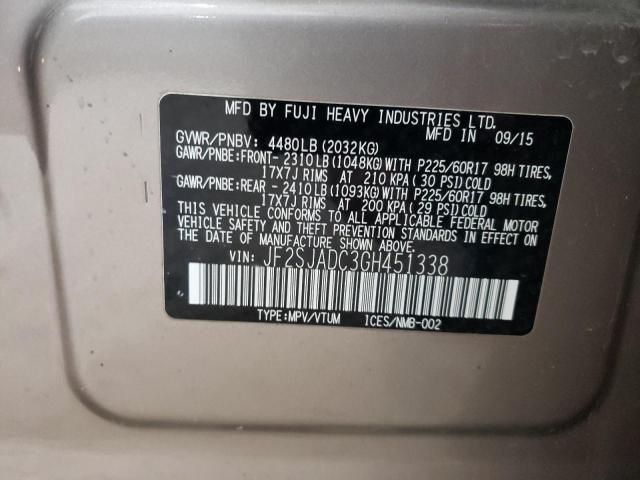 MFD BY FUJI HEAVY INDUSTRIES LTD.
MFD IN 09/15
GVWR/PNBV: 4480LB(2032KG)
GAWR/PNBE:FRONT- 2310LB(1048KG)WITH P225/60R17 98H TIRES,
17X7J RIMS AT 210 KPA(30 PSI)COLD
GAWR/PNBE:REAR - 2410LB(1093KG)WITH P225/60R17 98H TIRES,
17X7J RIMS AT 200 KPA(29 PSI)COLD
THIS VEHICLE CONFORMS TO ALL APPLICABLE FEDERAL MOTOR
VEHICLE SAFETY AND THEFT PREVENTION STANDARDS IN EFFECT ON
THE DATE OF MANUFACTURE SHOWN ABOVE.
VIN: JF2SJADC3GH451338
TYPE:MPV/VTUM ICES/NMB-002